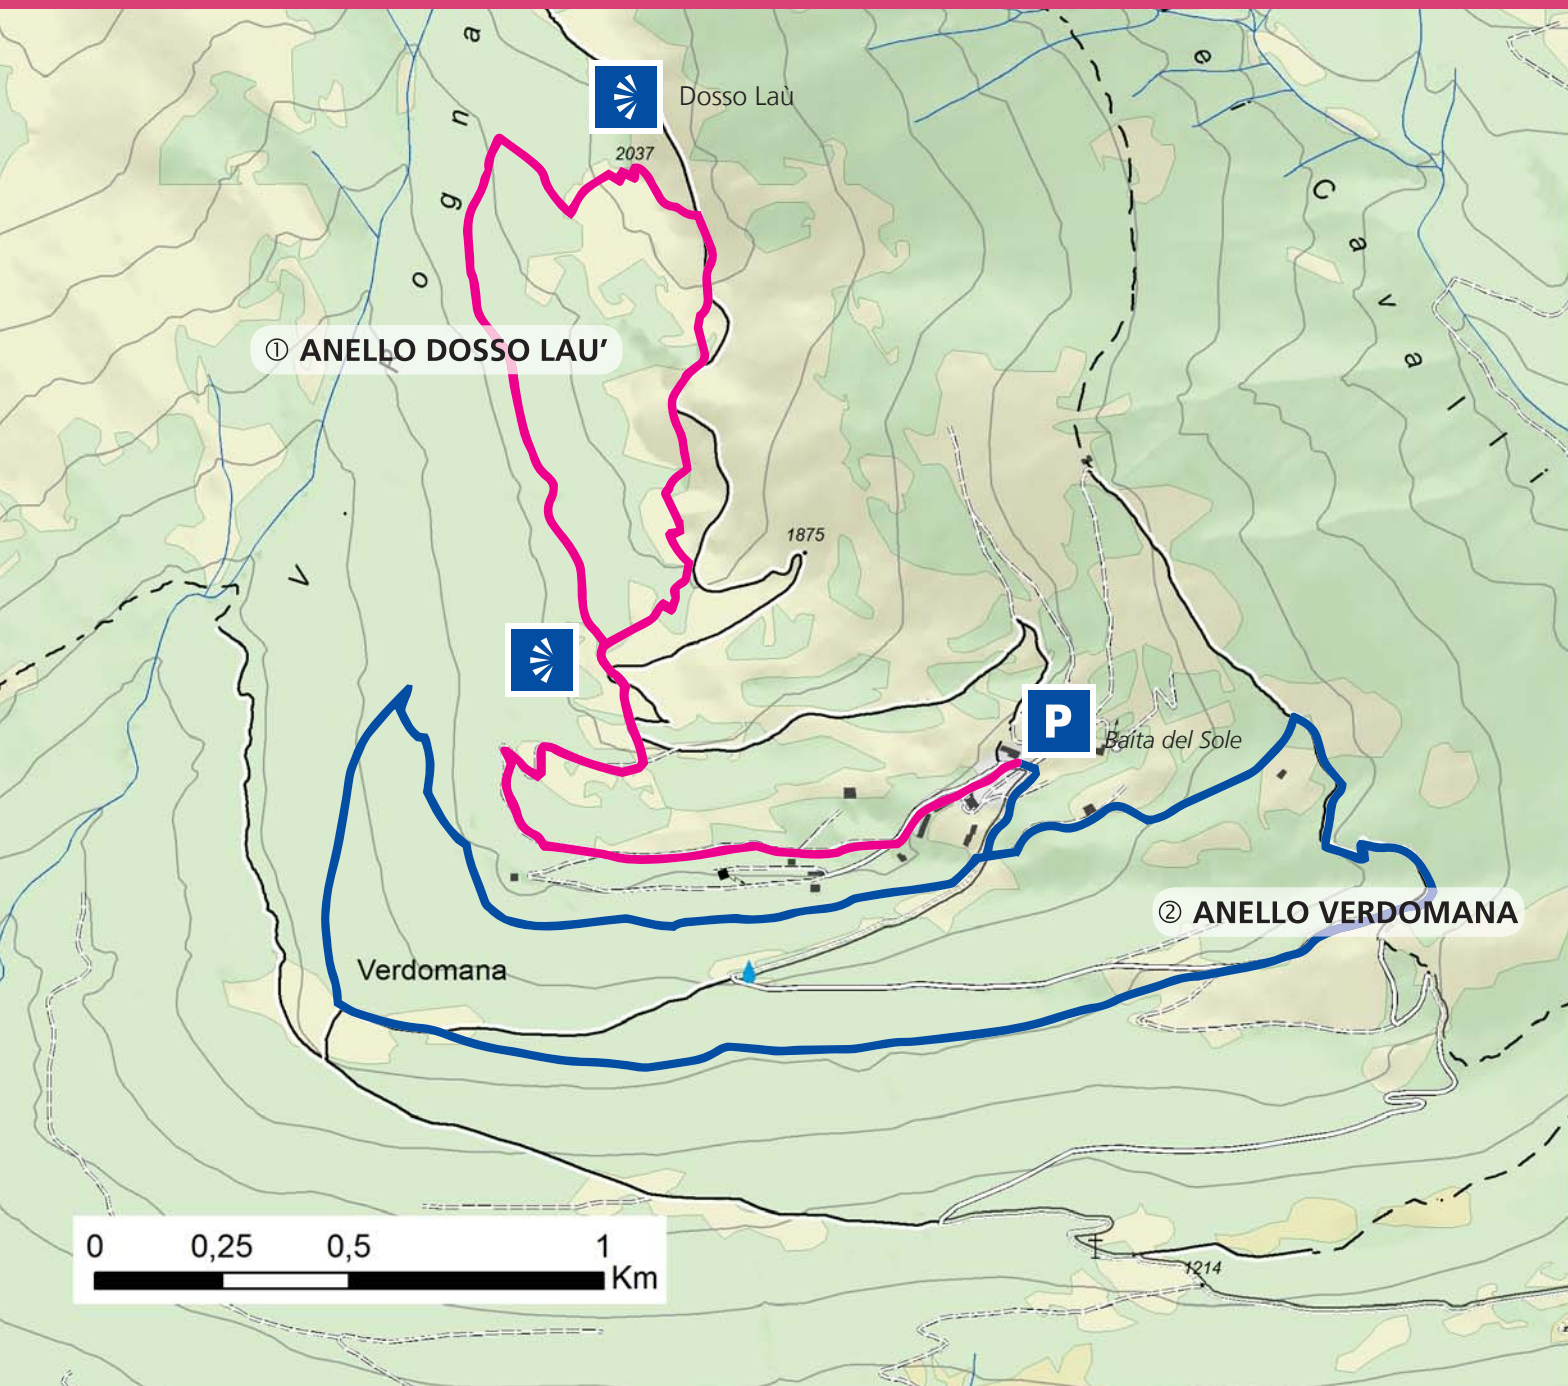 Dosso Laù
2037
① ANELLO DOSSO LAU'
V a l R o g n a
C a v a l l i
1875
P
Baita del Sole
② ANELLO VERDOMANA
Verdomana
0 0,25 0,5 1
Km
1214